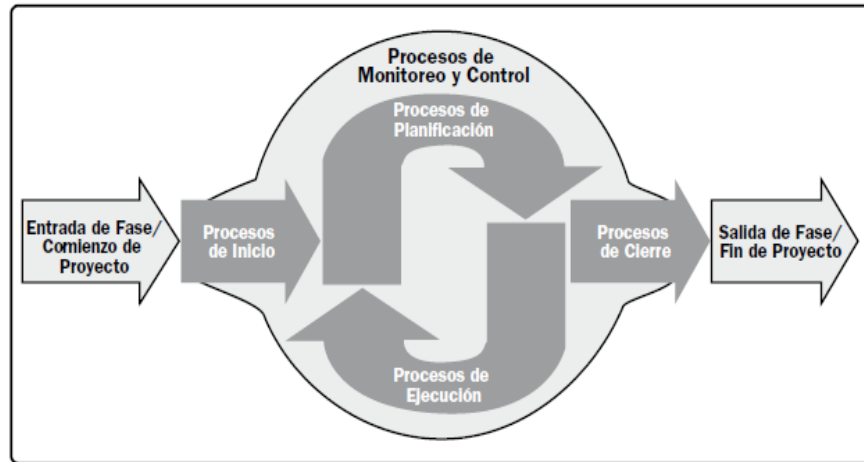 Procesos de
Monitoreo y Control
Procesos de
Planificación
Entrada de Fase/
Comienzo de
Proyecto
Procesos
de Inicio
Procesos
de Cierre
Salida de Fase/
Fin de Proyecto
Procesos de
Ejecución